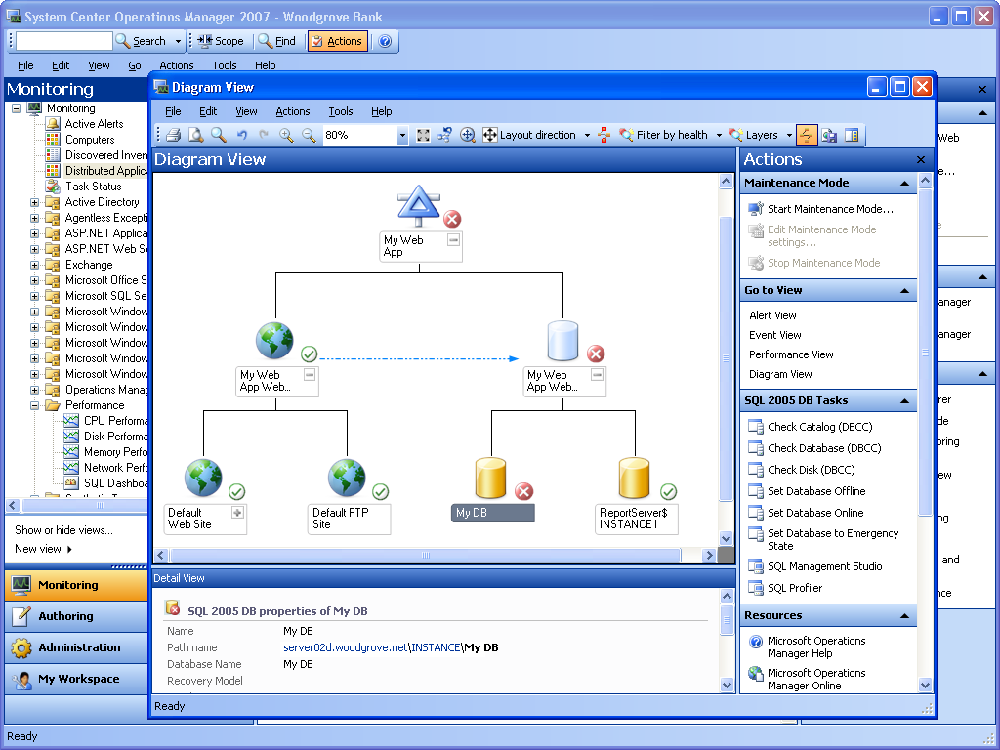 System Center Operations Manager 2007 - Woodgrove Bank
Search Scope Find Actions
File Edit View Go Actions Tools Help
Monitoring
Monitoring
Active Alerts
Computers
Discovered Inven
Distributed Applica
Task Status
Active Directory
Agentless Excepti
ASP.NET Applica
ASP.NET Web Se
Exchange
Microsoft Office S
Microsoft SQL Se
Microsoft Window
Microsoft Window
Microsoft Window
Microsoft Window
Microsoft Window
Operations Manag
Performance
CPU Performa
Disk Performa
Memory Perfo
Network Perfo
SQL Dashboa
Show or hide views...
New view
Monitoring
Authoring
Administration
My Workspace
Ready
Diagram View
File Edit View Actions Tools Help
80% Layout direction Filter by health Layers
Diagram View
My Web
App
My Web
App Web...
My Web
App Web...
Default
Web Site
Default FTP
Site
My DB
ReportServer$
INSTANCE1
Detail View
SQL 2005 DB properties of My DB
Name My DB
Path name server02d.woodgrove.net\INSTANCE\My DB
Database Name My DB
Recovery Model
Ready
Actions
Maintenance Mode
Start Maintenance Mode...
Edit Maintenance Mode
settings...
Stop Maintenance Mode
Go to View
Alert View
Event View
Performance View
Diagram View
SQL 2005 DB Tasks
Check Catalog (DBCC)
Check Database (DBCC)
Check Disk (DBCC)
Set Database Offline
Set Database Online
Set Database to Emergency
State
SQL Management Studio
SQL Profiler
Resources
Microsoft Operations
Manager Help
Microsoft Operations
Manager Online
Web
e...
anager
anager
rer
de
oring
ew
ng
and
nce